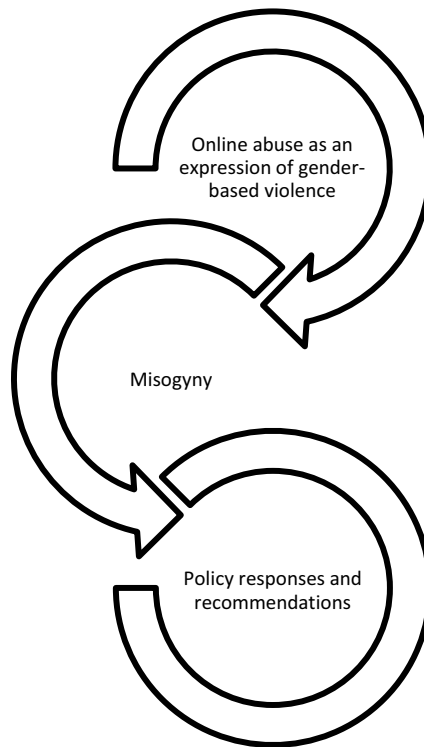 Online abuse as an
expression of gender-
based violence
Misogyny
Policy responses and
recommendations